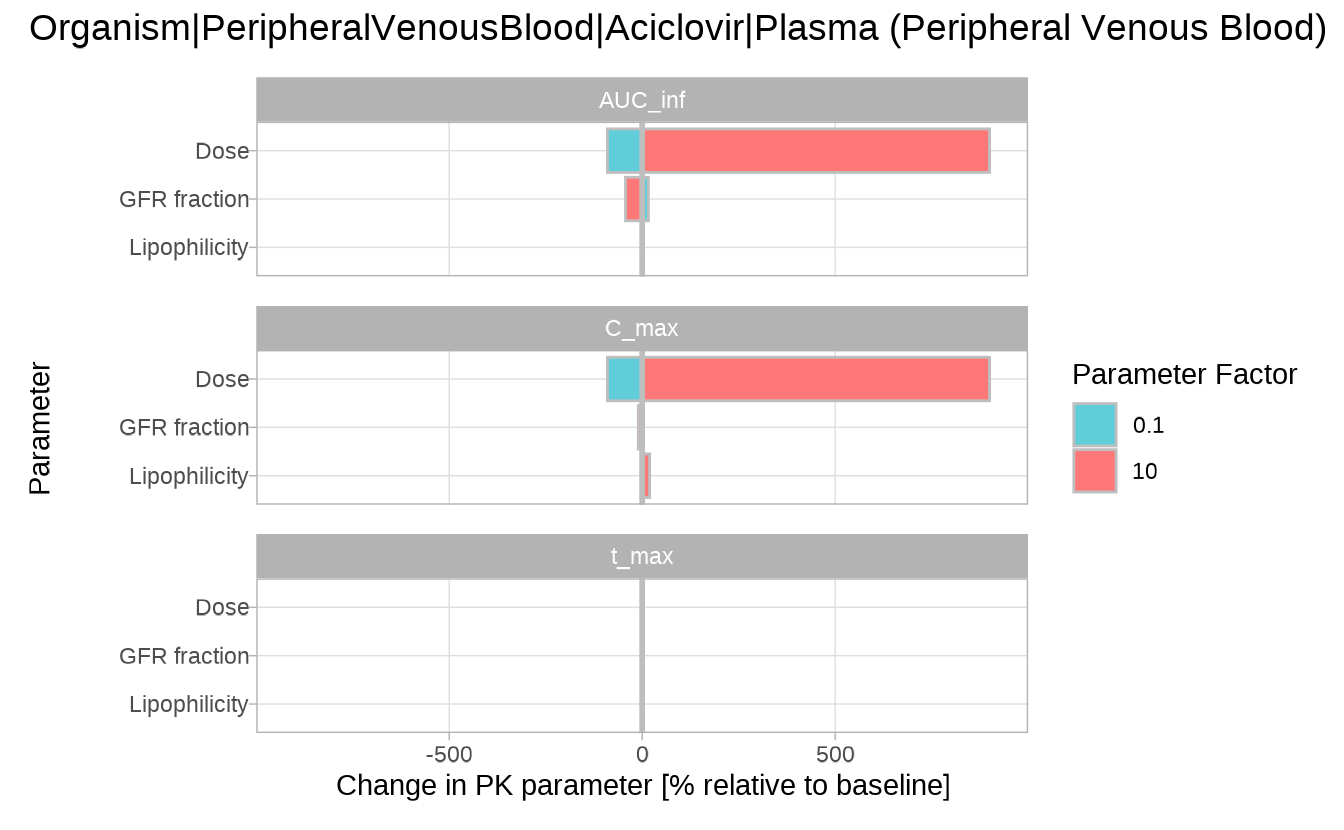 Organism|PeripheralVenousBlood|Aciclovir|Plasma (Peripheral Venous Blood)
AUC_inf
Dose
GFR fraction
Lipophilicity
C_max
Dose
GFR fraction
Lipophilicity
t_max
Dose
GFR fraction
Lipophilicity
-500 0 500
Change in PK parameter [% relative to baseline]
Parameter
Parameter Factor
0.1
10